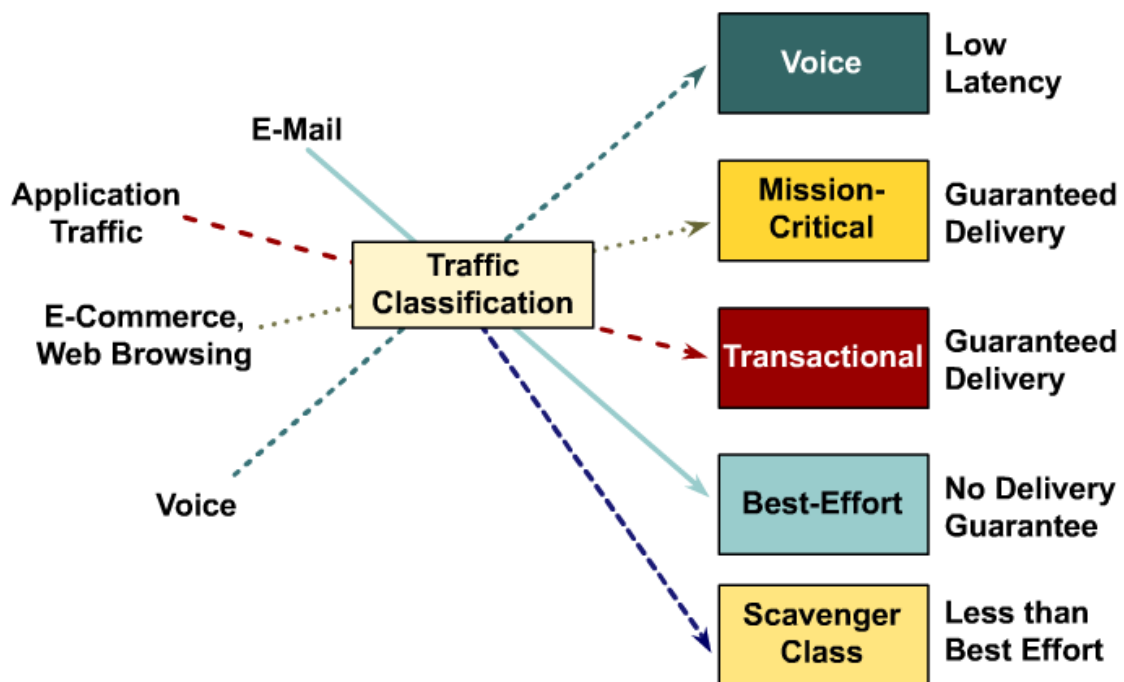 E-Mail
Application
Traffic
E-Commerce,
Web Browsing
Voice
Traffic
Classification
Voice
Low
Latency
Mission-
Critical
Guaranteed
Delivery
Transactional
Guaranteed
Delivery
Best-Effort
No Delivery
Guarantee
Scavenger
Class
Less than
Best Effort